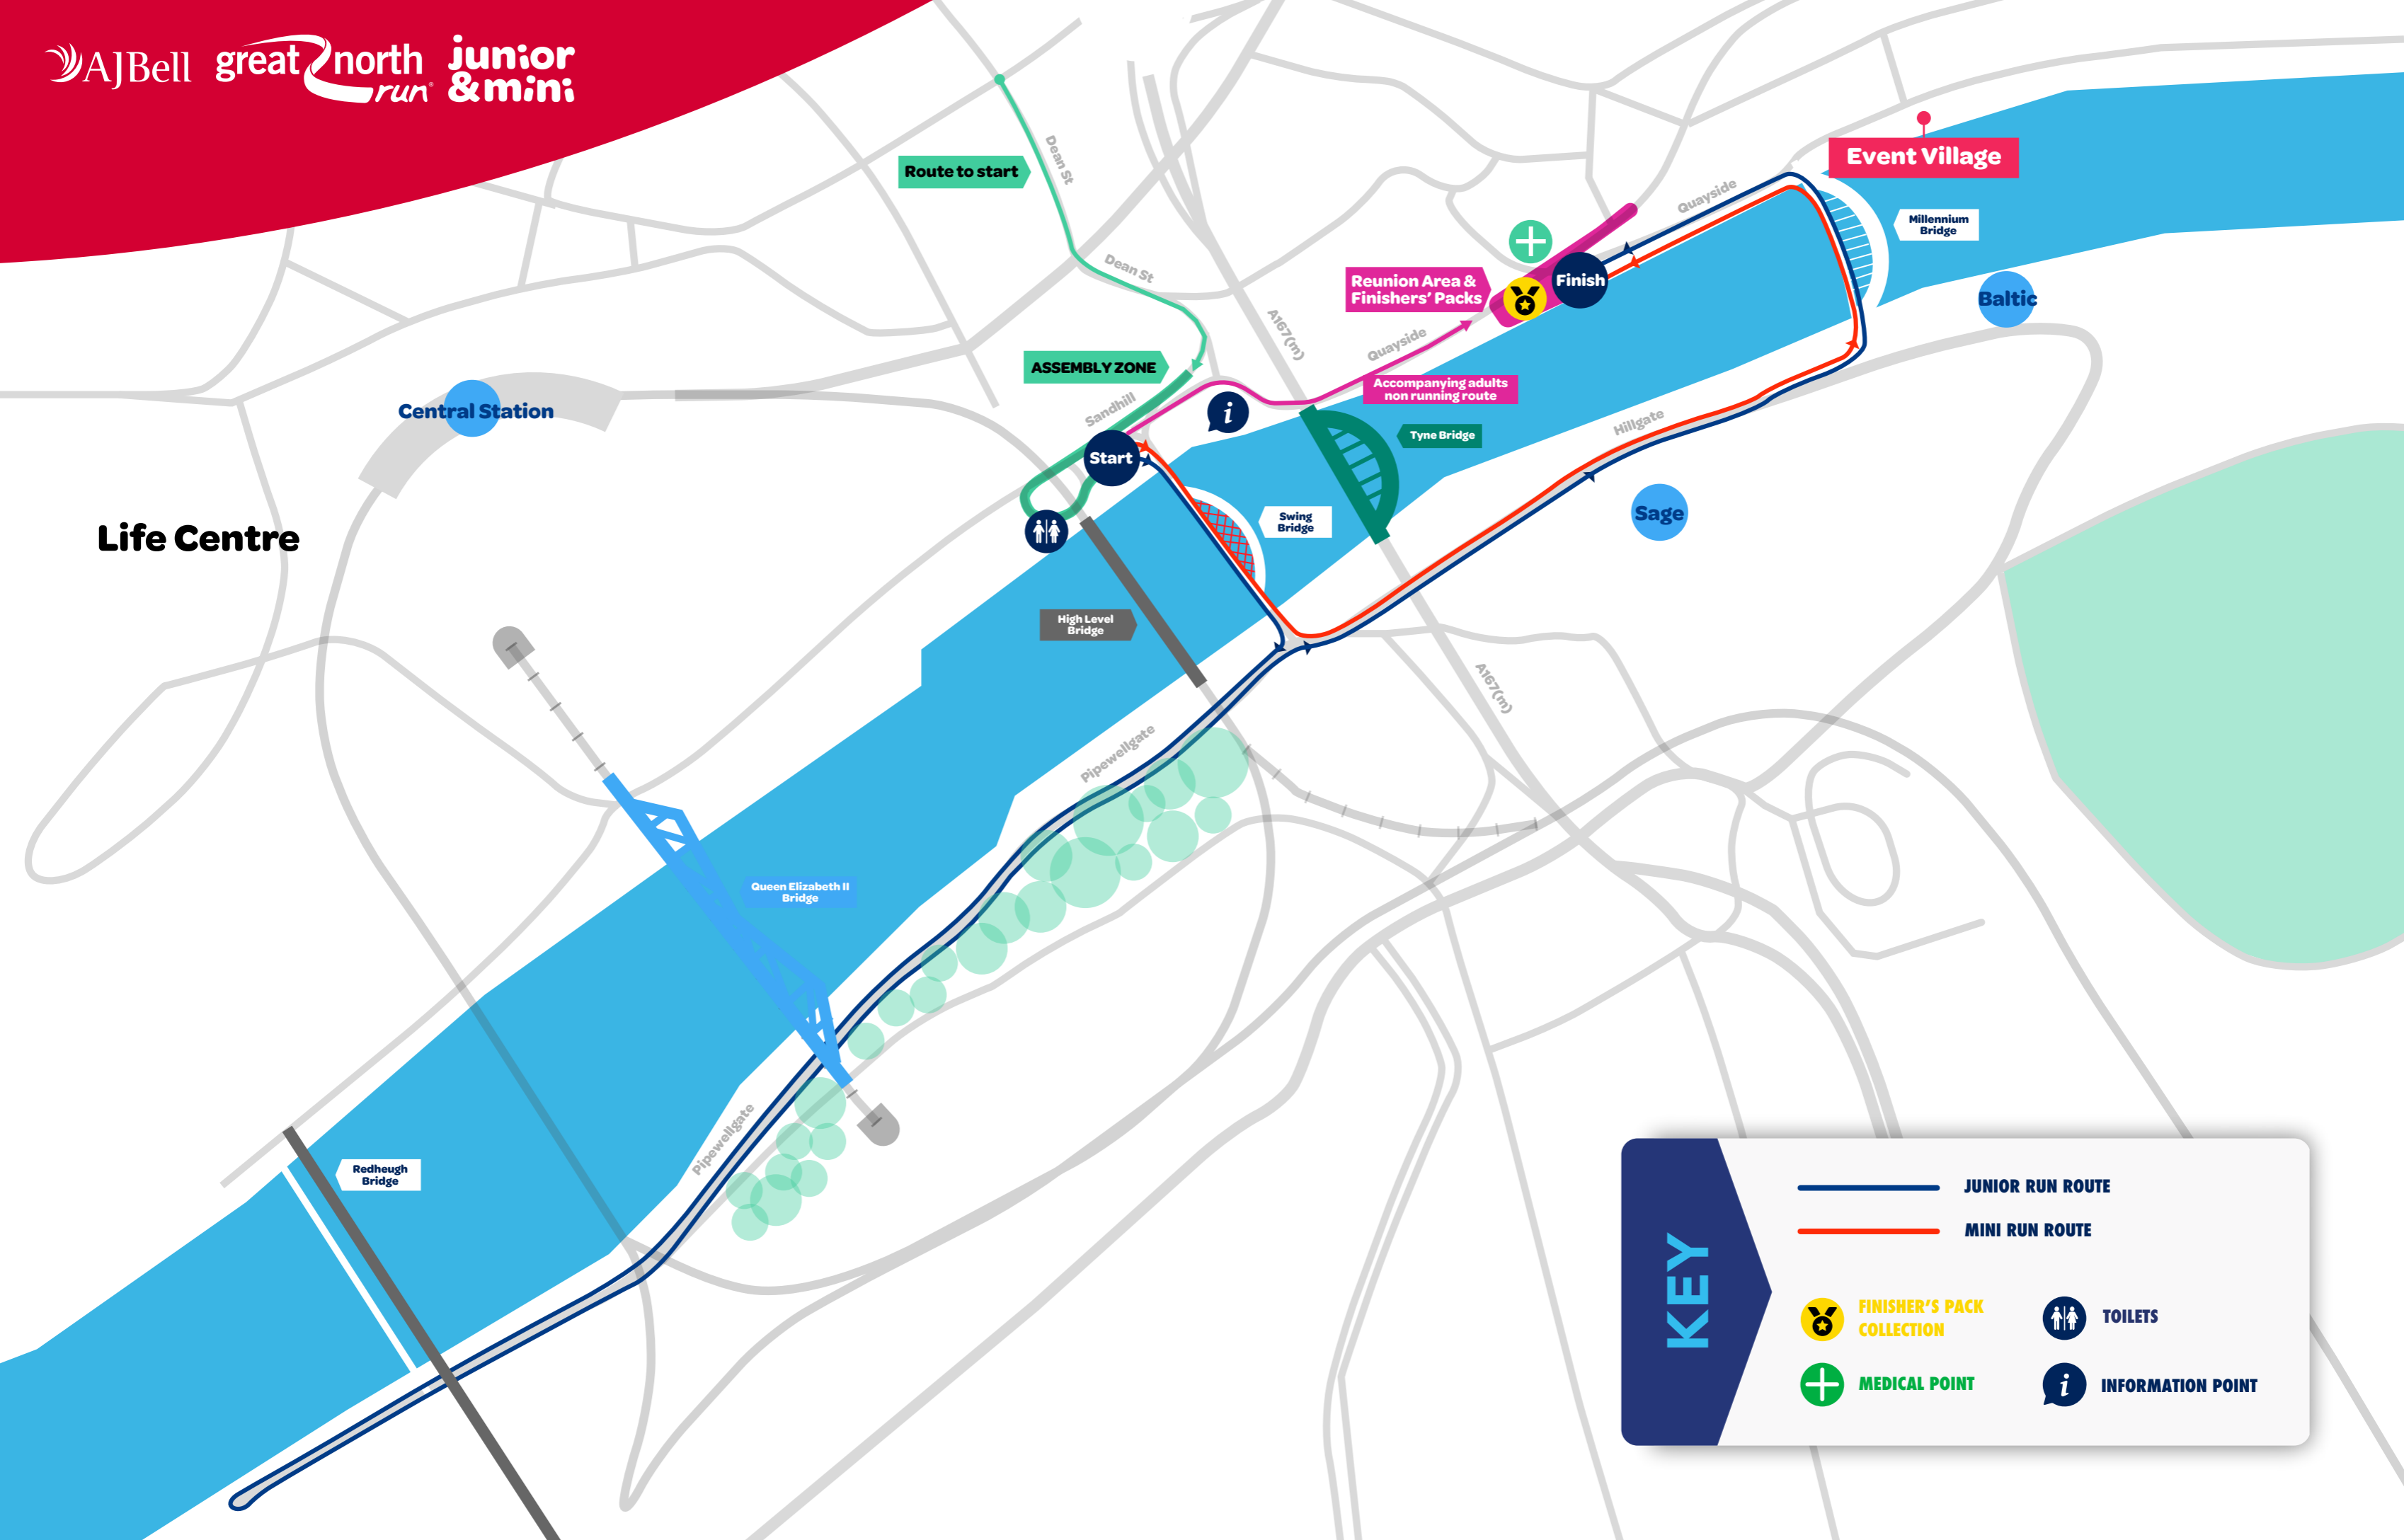 AJBell great north run junior & mini
Route to start
Dean St
Dean St
Event Village
Quayside
Millennium
Bridge
Reunion Area &
Finishers' Packs
Finish
Baltic
A167(m)
Quayside
ASSEMBLY ZONE
Accompanying adults
non running route
Central Station
Sandhill
i
Tyne Bridge
Hillgate
Start
Swing
Bridge
Sage
Life Centre
High Level
Bridge
A167(m)
Pipewellgate
Queen Elizabeth II
Bridge
Pipewellgate
Redheugh
Bridge
KEY
JUNIOR RUN ROUTE
MINI RUN ROUTE
FINISHER'S PACK
COLLECTION
TOILETS
MEDICAL POINT
i
INFORMATION POINT